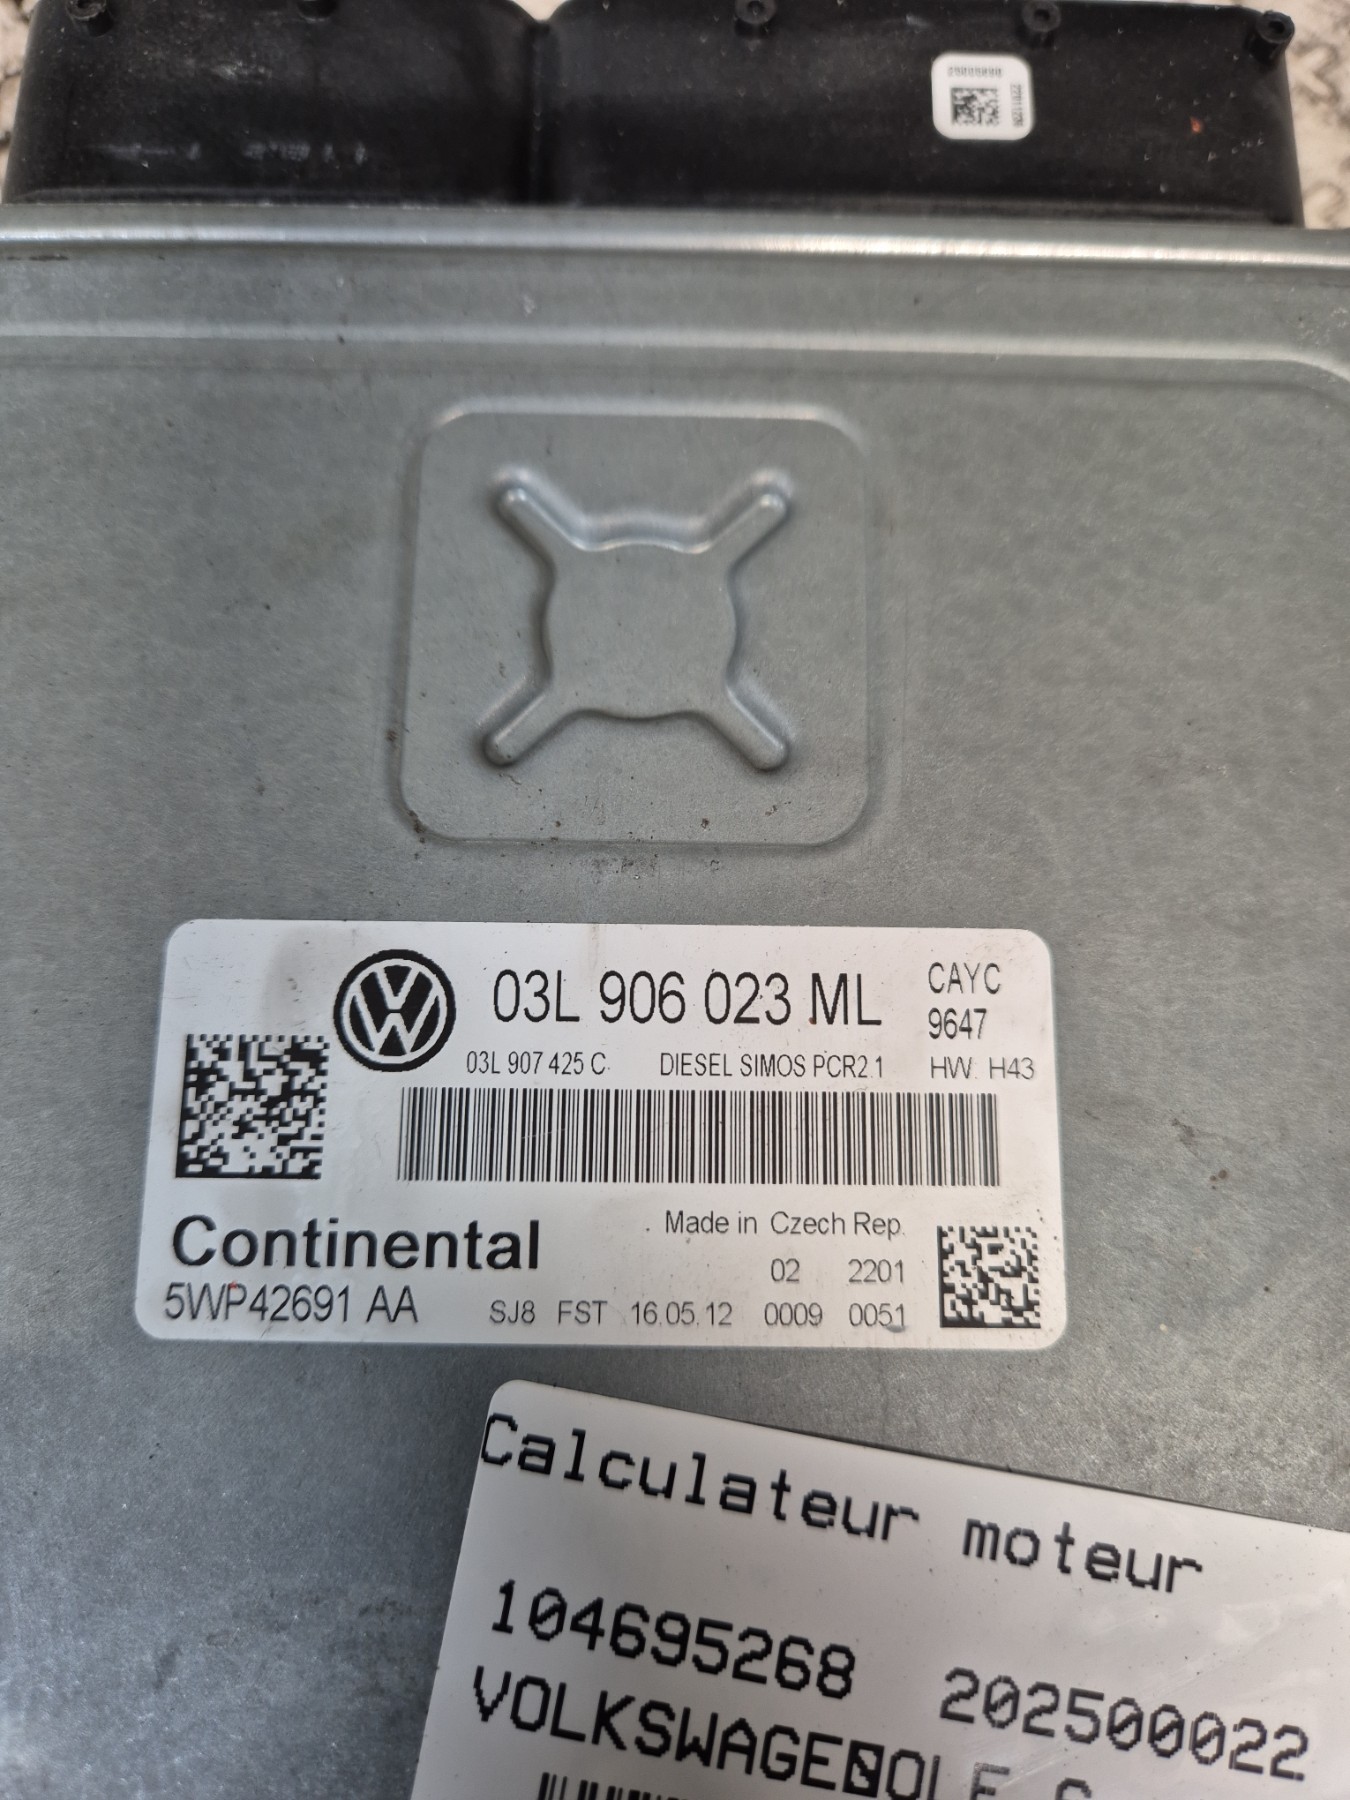 03L 906 023 ML
CAYC
9647
03L 907 425 C
DIESEL SIMOS PCR2.1
HW: H43
Continental
Made in Czech Rep.
02 2201
5WP42691 AA
SJ8 FST 16.05.12 0009 0051
Calculateur moteur
104695268 202500022